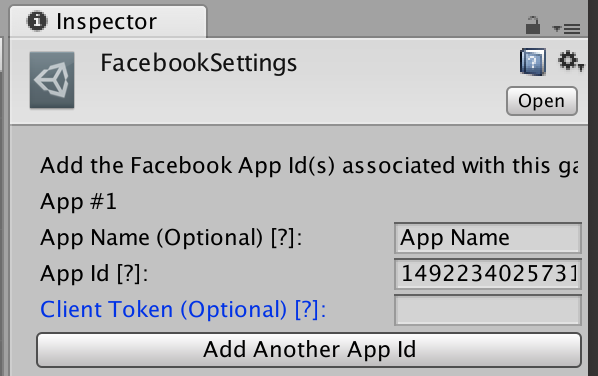 Inspector
FacebookSettings
Open
Add the Facebook App Id(s) associated with this ga
App #1
App Name (Optional) [?]: App Name
App Id [?]: 1492234025731
Client Token (Optional) [?]:
Add Another App Id